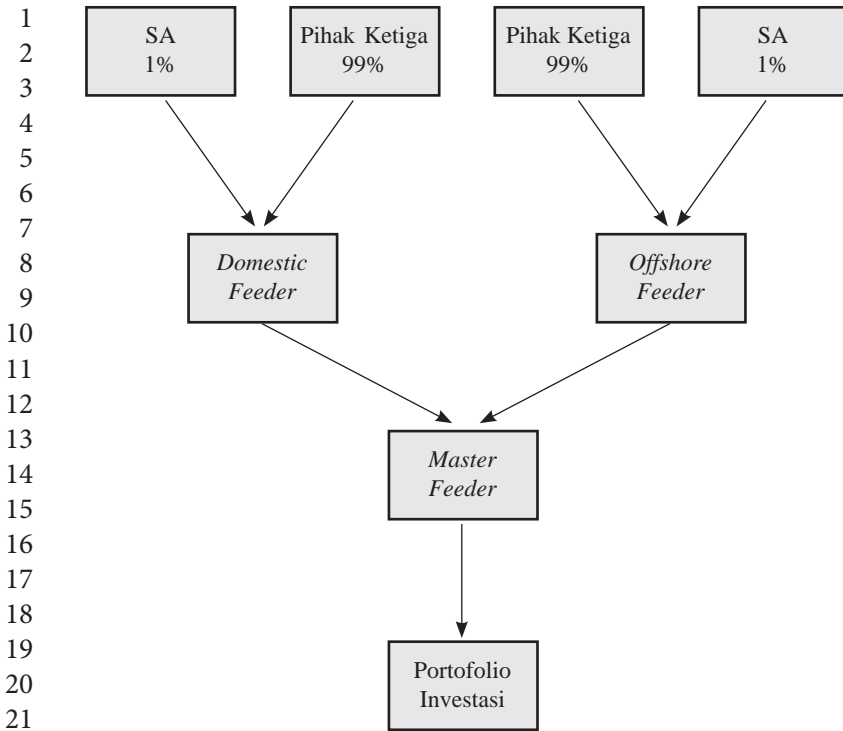 1
2
3
4
5
6
7
8
9
10
11
12
13
14
15
16
17
18
19
20
21
SA
1%
Pihak Ketiga
99%
Pihak Ketiga
99%
SA
1%
Domestic
Feeder
Offshore
Feeder
Master
Feeder
Portofolio
Investasi